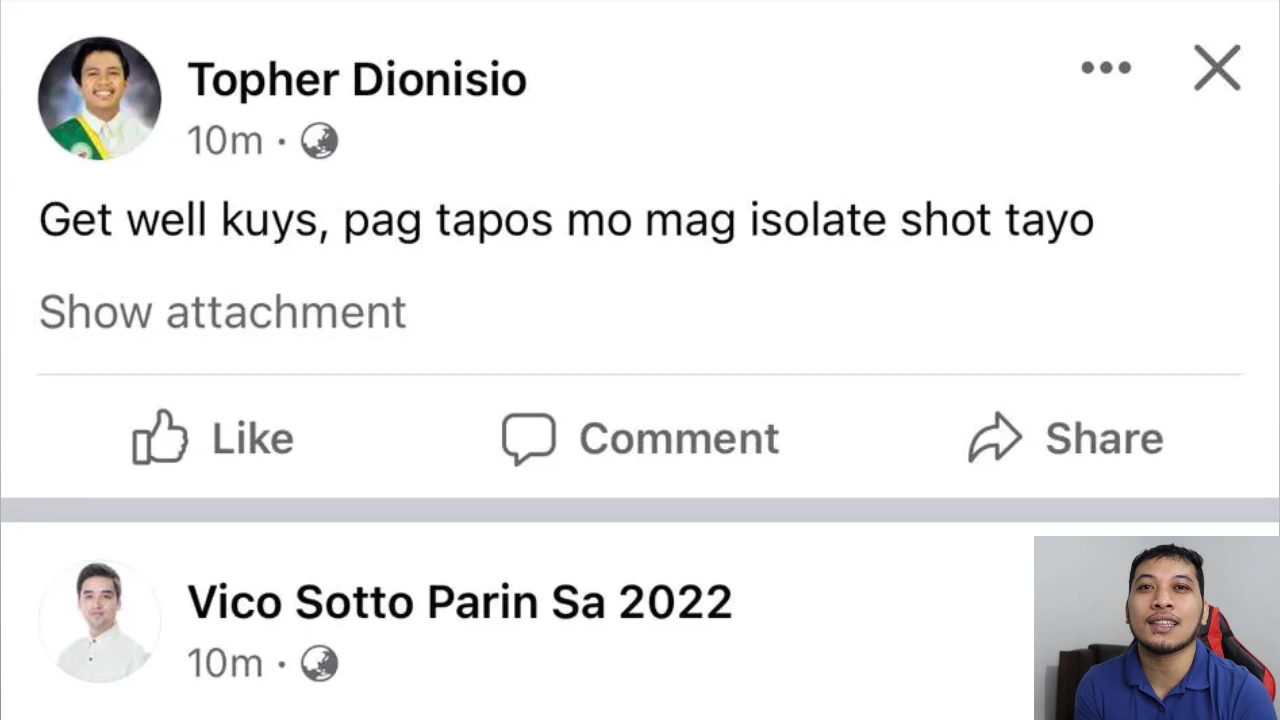 Topher Dionisio
10m ·
Get well kuys, pag tapos mo mag isolate shot tayo
Show attachment
Like Comment Share
Vico Sotto Parin Sa 2022
10m ·